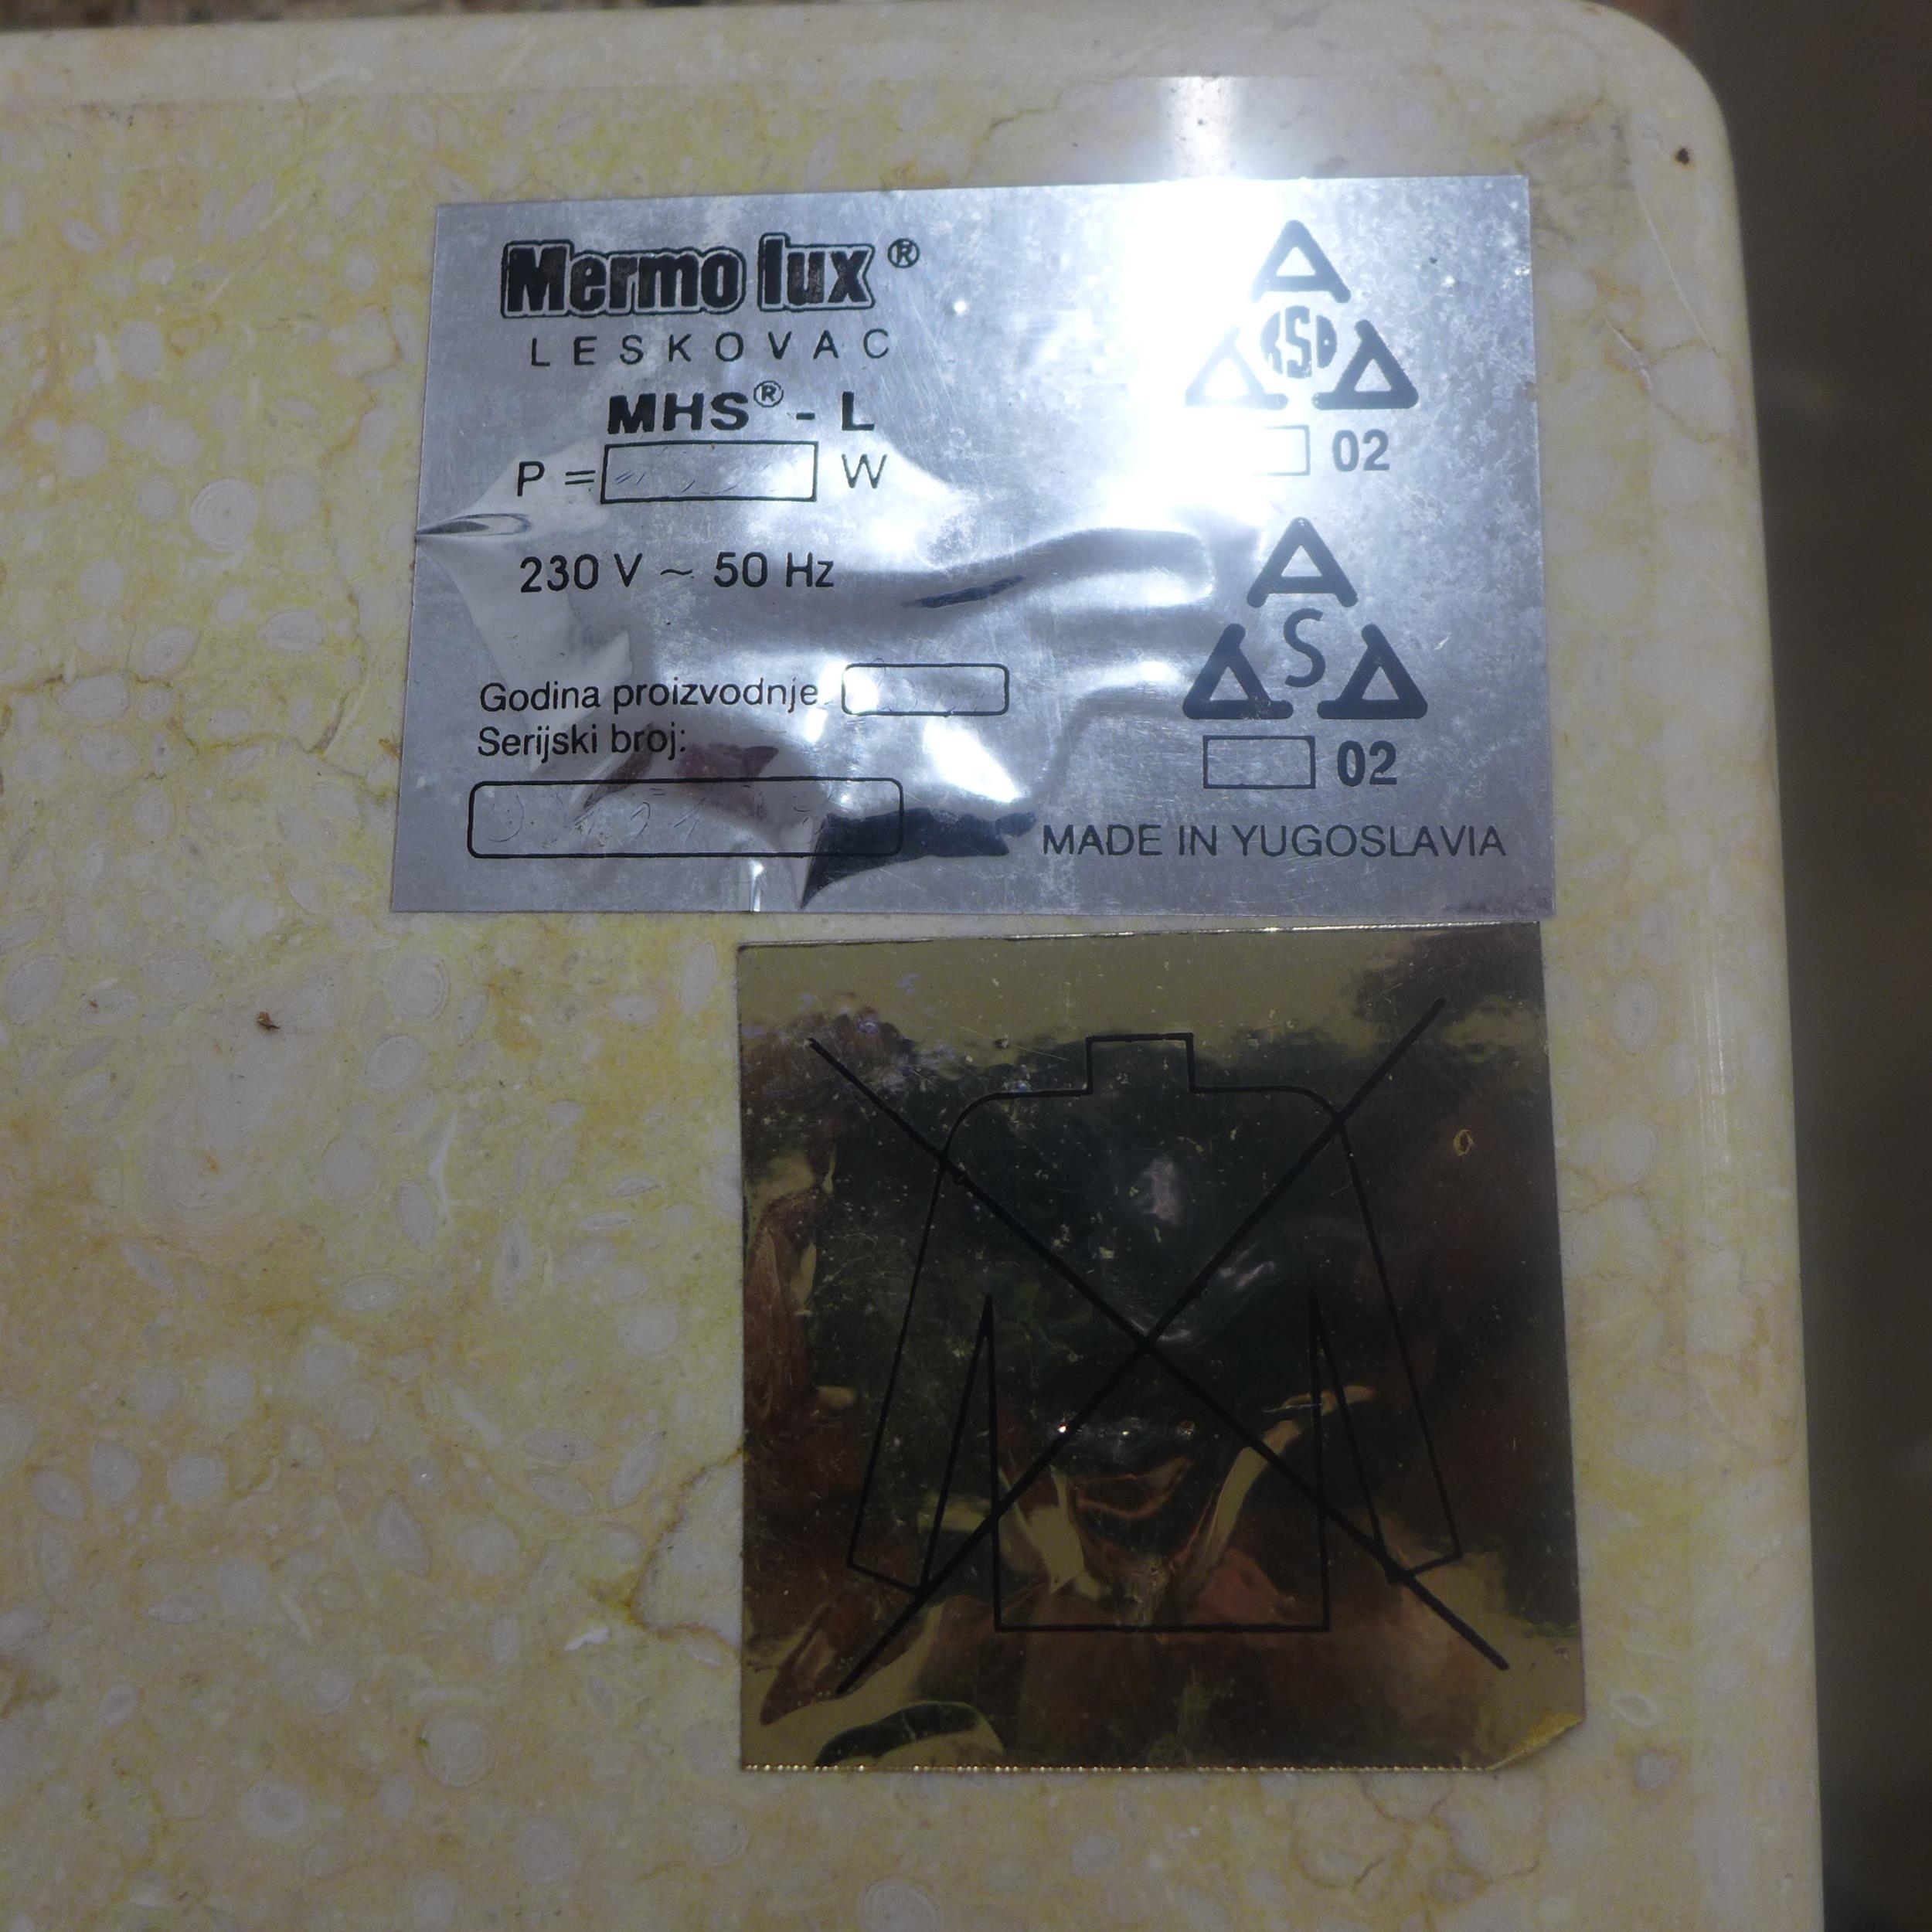 Mermo lux ®
LESKOVAC
MHS® - L
P = W
230 V ~ 50 Hz
Godina proizvodnje
Serijski broj:
02
S
02
MADE IN YUGOSLAVIA